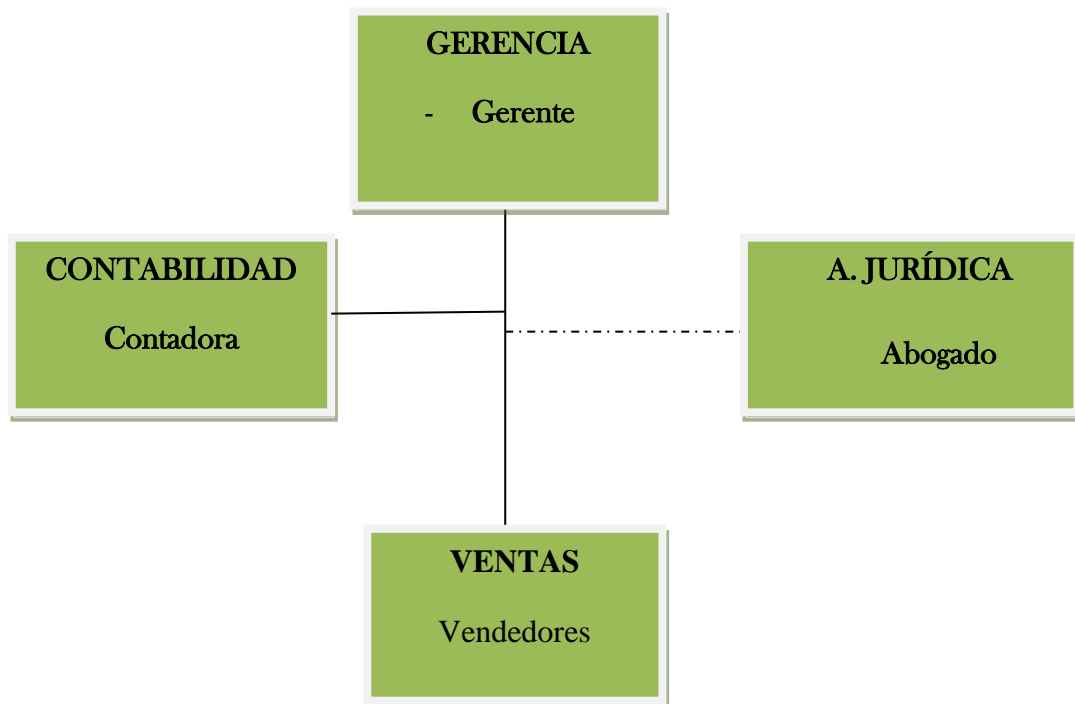 GERENCIA
- Gerente
CONTABILIDAD
Contadora
A. JURÍDICA
Abogado
VENTAS
Vendedores